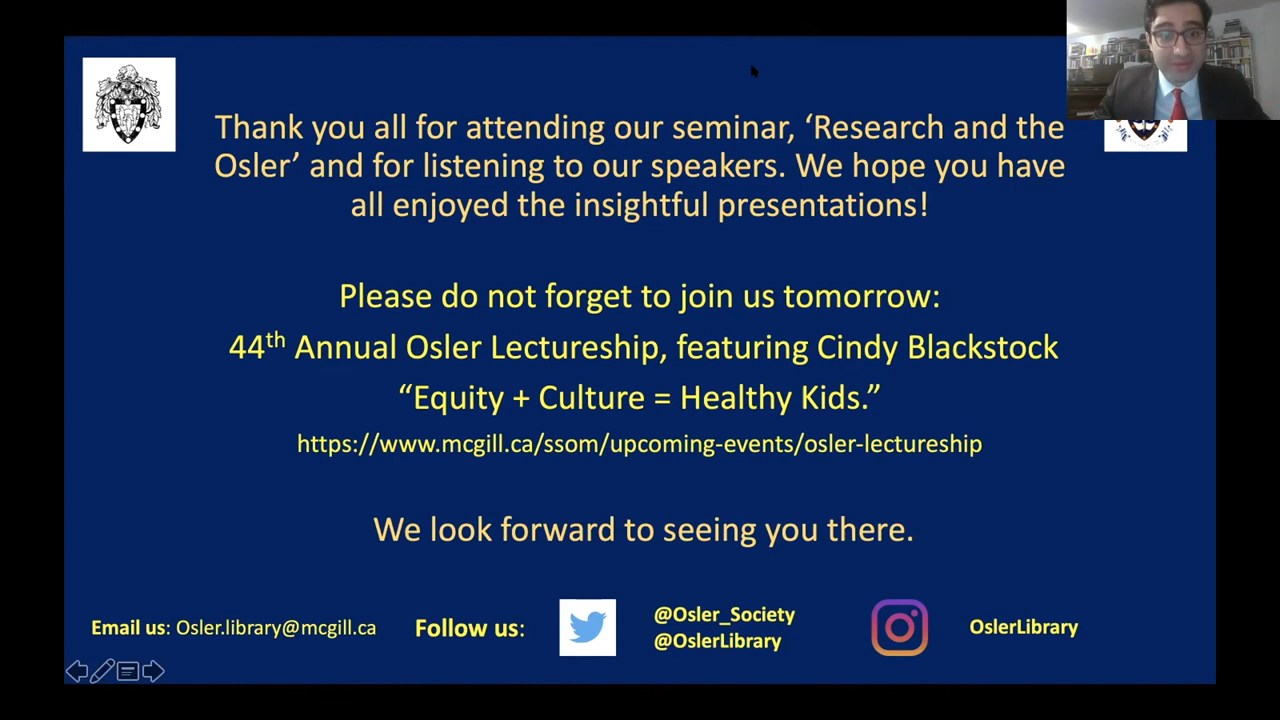 Thank you all for attending our seminar, ‘Research and the
Osler’ and for listening to our speakers. We hope you have
all enjoyed the insightful presentations!
Please do not forget to join us tomorrow:
44th Annual Osler Lectureship, featuring Cindy Blackstock
“Equity + Culture = Healthy Kids.”
https://www.mcgill.ca/ssom/upcoming-events/osler-lectureship
We look forward to seeing you there.
Email us: Osler.library@mcgill.ca
Follow us:
@Osler_Society
@OslerLibrary
OslerLibrary